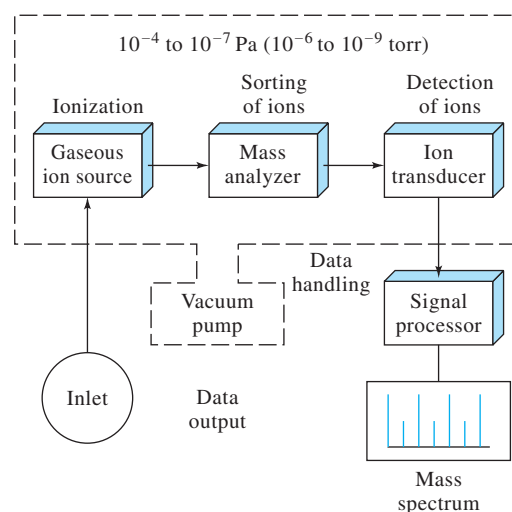 10⁻⁴ to 10⁻⁷ Pa (10⁻⁶ to 10⁻⁹ torr)
Ionization
Sorting
of ions
Detection
of ions
Gaseous
ion source
Mass
analyzer
Ion
transducer
Data
handling
Vacuum
pump
Signal
processor
Inlet
Data
output
Mass
spectrum